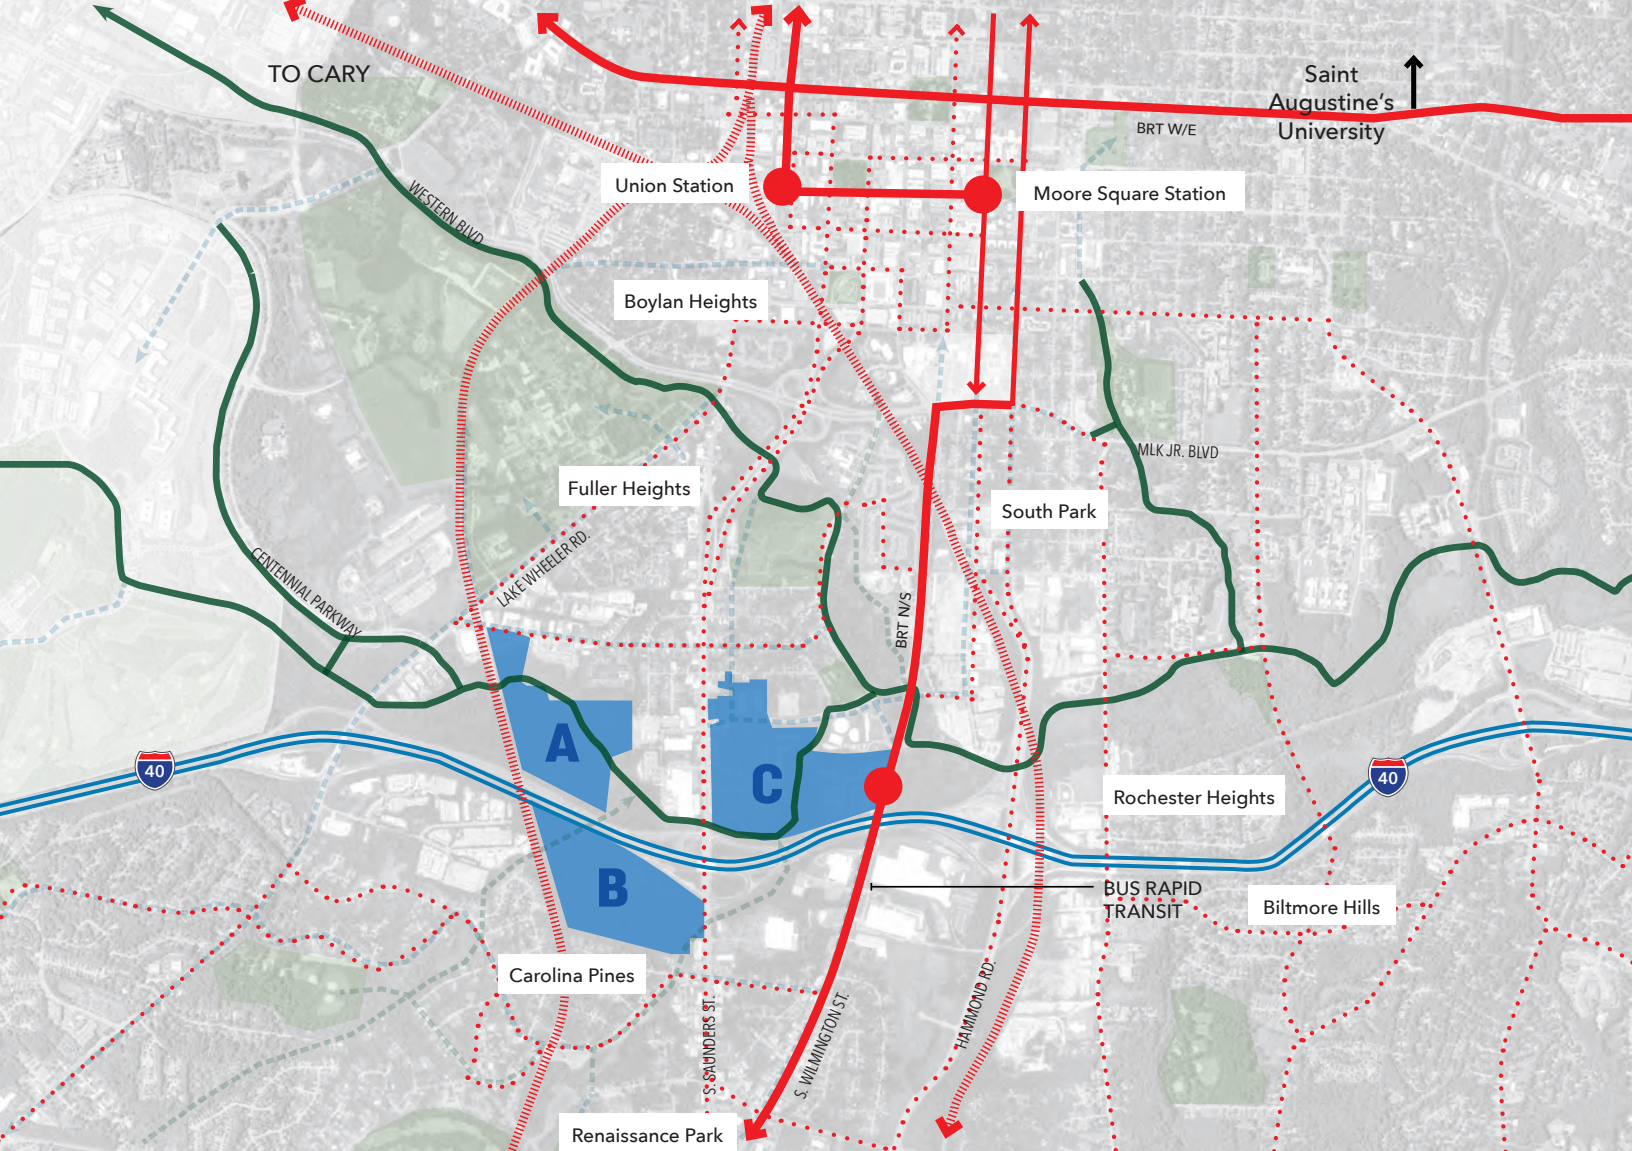 TO CARY
Saint
Augustine's
University
BRT W/E
Union Station
Moore Square Station
WESTERN BLVD
Boylan Heights
MLK JR. BLVD
Fuller Heights
South Park
LAKE WHEELER RD.
CENTENNIAL PARKWAY
BRT N/S
A
C
40
40
Rochester Heights
B
BUS RAPID
TRANSIT
Biltmore Hills
Carolina Pines
S. SAUNDERS ST.
S. WILMINGTON ST.
HAMMOND RD.
Renaissance Park